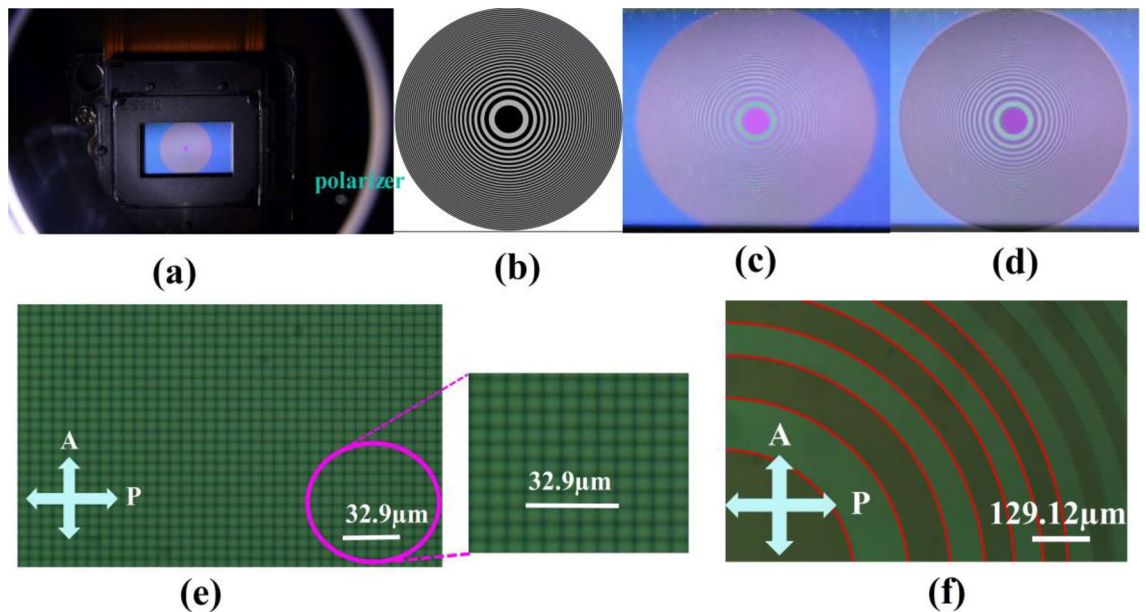 polarizer
(a)
(b)
(c)
(d)
A
P
32.9µm
32.9µm
(e)
A
P
129.12µm
(f)